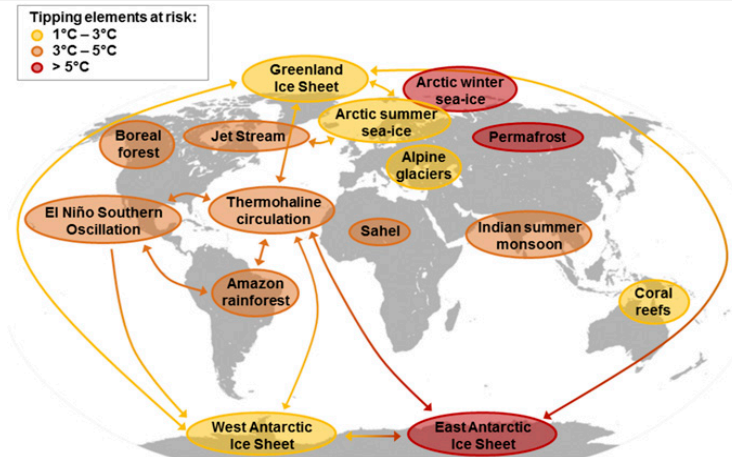 Tipping elements at risk:
1°C – 3°C
3°C – 5°C
> 5°C
Greenland
Ice Sheet
Arctic winter
sea-ice
Arctic summer
sea-ice
Boreal
forest
Jet Stream
Permafrost
Alpine
glaciers
El Niño Southern
Oscillation
Thermohaline
circulation
Sahel
Indian summer
monsoon
Amazon
rainforest
Coral
reefs
West Antarctic
Ice Sheet
East Antarctic
Ice Sheet